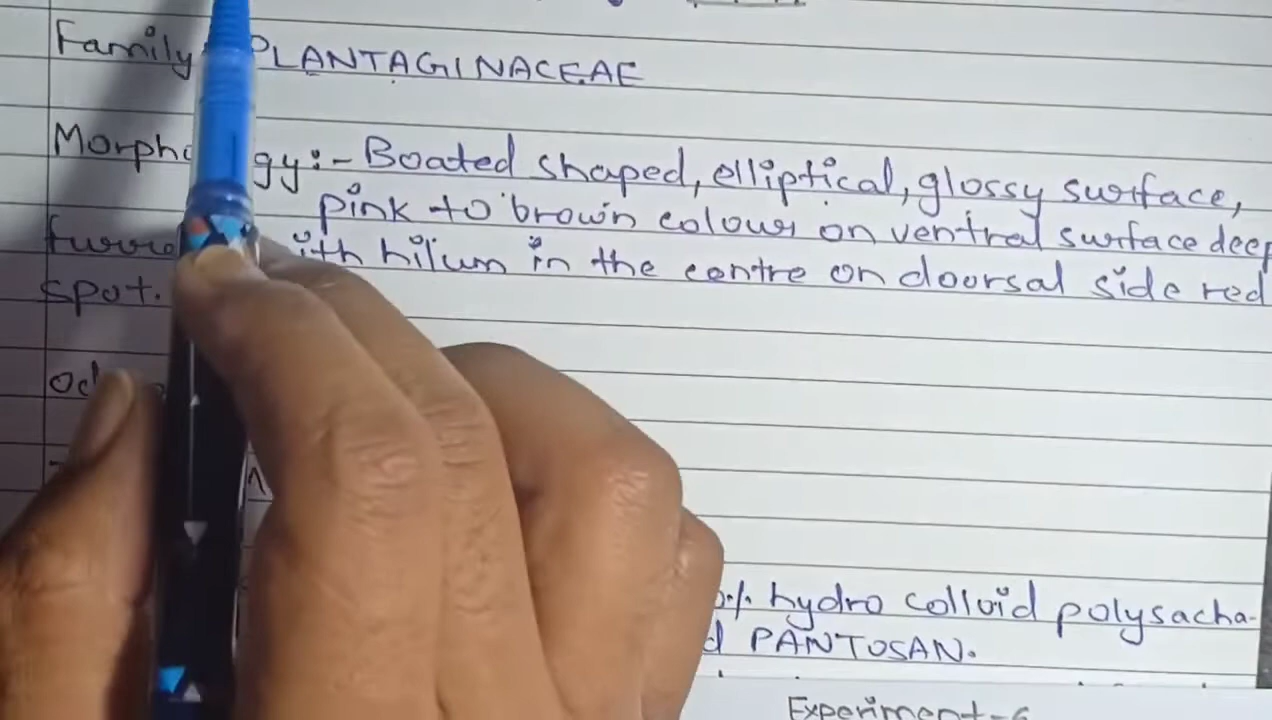 Family PLANTAGINACEAE
Morpho gy:- Boated shaped, elliptical, glossy surface,
pink to brown colour on ventral surface deep
furro ith hilum in the centre on doorsal side red
spot.
% hydro colloid polysacha-
d PANTOSAN.
Experiment-6